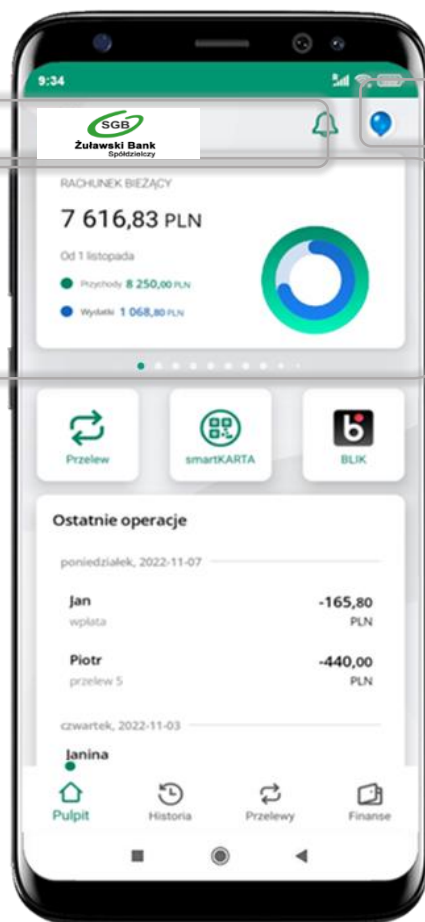 9:34
SGB
Żuławski Bank
Spółdzielczy
RACHUNEK BIEŻĄCY
7 616,83 PLN
Od 1 listopada
Przychody 8 250,00 PLN
Wydatki 1 068,80 PLN
Przelew
smartKARTA
BLIK
Ostatnie operacje
poniedziałek, 2022-11-07
Jan -165,80
wpłata PLN
Piotr -440,00
przelew 5 PLN
czwartek, 2022-11-03
Janina
Pulpit Historia Przelewy Finanse